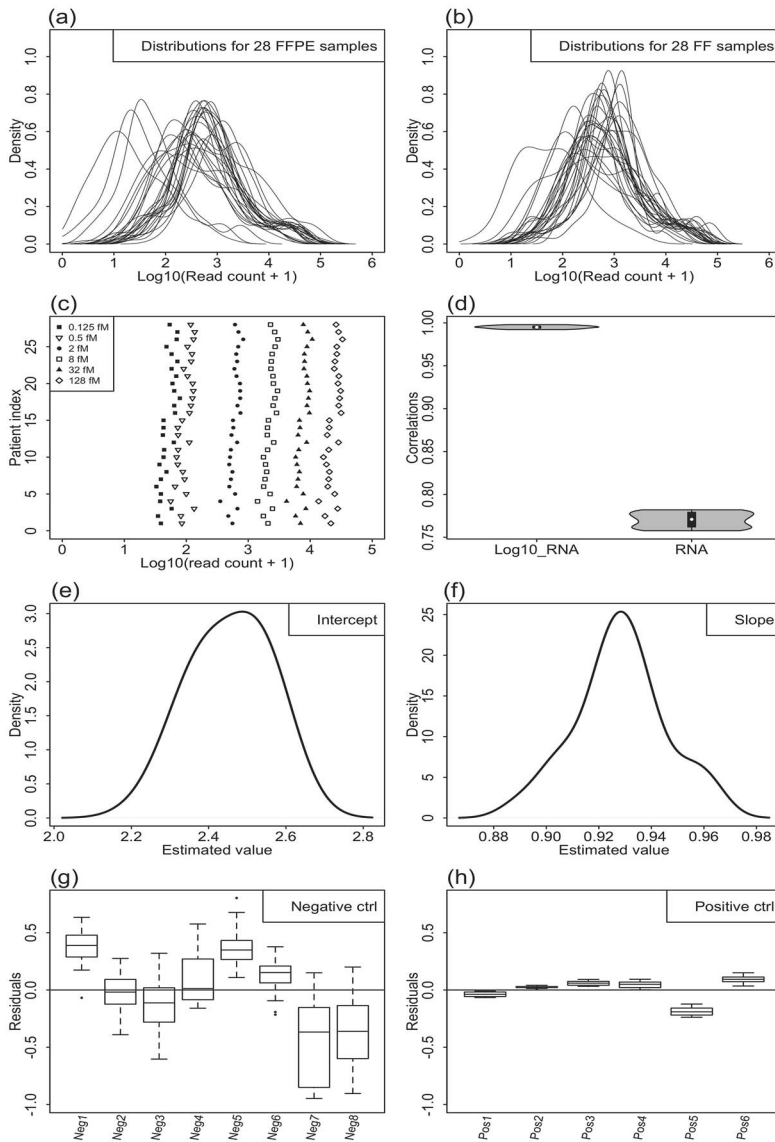 (a)
Distributions for 28 FFPE samples
Density
0.0 0.2 0.4 0.6 0.8 1.0
0 1 2 3 4 5 6
Log10(Read count + 1)
(b)
Distributions for 28 FF samples
Density
0.0 0.2 0.4 0.6 0.8 1.0
0 1 2 3 4 5 6
Log10(Read count + 1)
(c)
0.125 fM
0.5 fM
2 fM
8 fM
32 fM
128 fM
Patient index
0 5 10 15 20 25
0 1 2 3 4 5
Log10(read count + 1)
(d)
Correlations
0.75 0.80 0.85 0.90 0.95 1.00
Log10_RNA RNA
(e)
Intercept
Density
0.0 0.5 1.0 1.5 2.0 2.5 3.0
2.0 2.2 2.4 2.6 2.8
Estimated value
(f)
Slope
Density
0 5 10 15 20 25
0.88 0.90 0.92 0.94 0.96 0.98
Estimated value
(g)
Negative ctrl
Residuals
-1.0 -0.5 0.0 0.5
Neg1 Neg2 Neg3 Neg4 Neg5 Neg6 Neg7 Neg8
(h)
Positive ctrl
Residuals
-1.0 -0.5 0.0 0.5
Pos1 Pos2 Pos3 Pos4 Pos5 Pos6